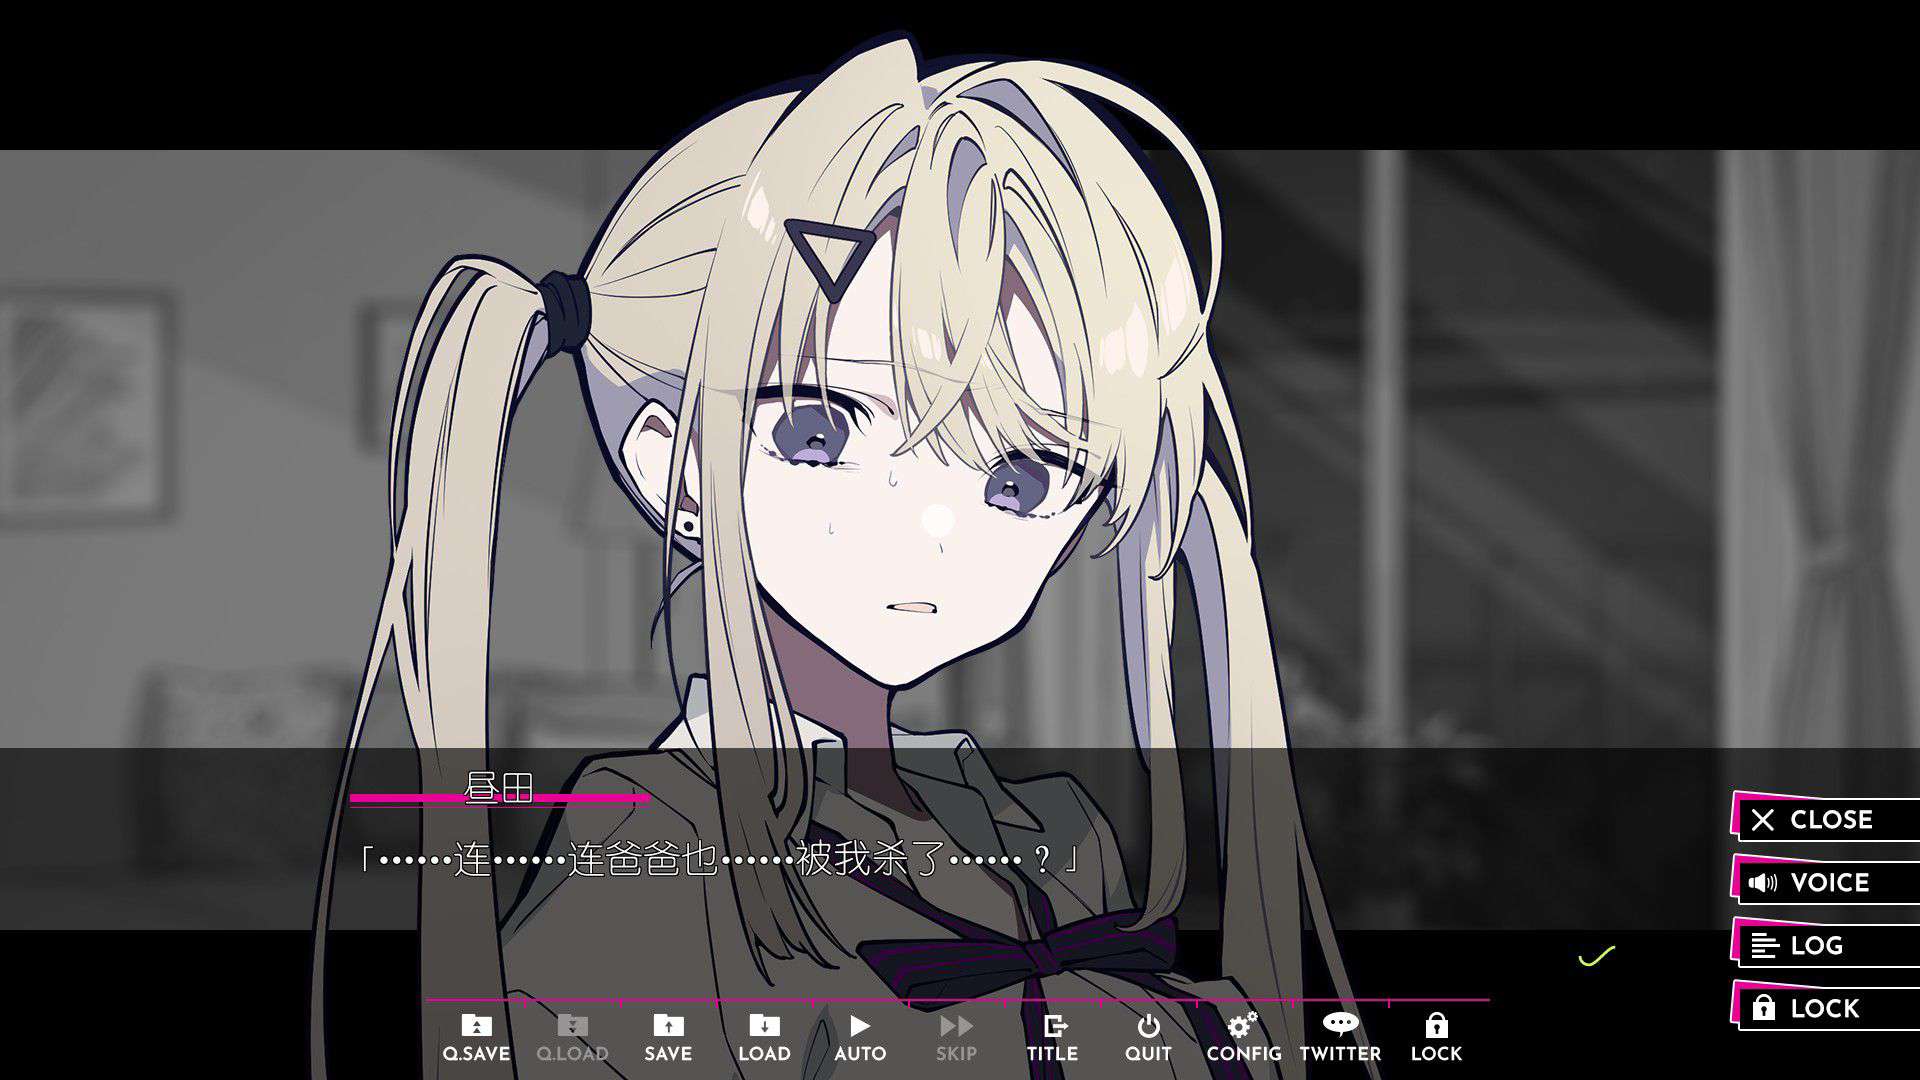 昼田
「……连……连爸爸也……被我杀了……？」
CLOSE
VOICE
LOG
LOCK
Q.SAVE Q.LOAD SAVE LOAD AUTO SKIP TITLE QUIT CONFIG TWITTER LOCK